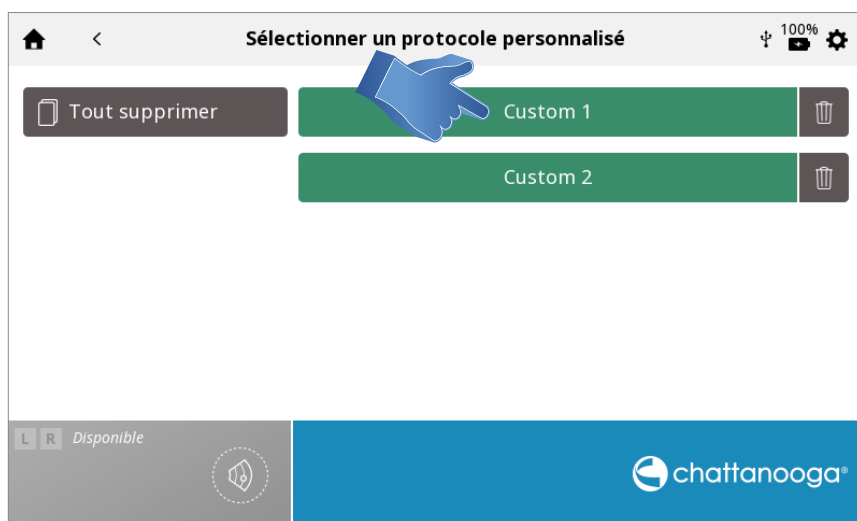 <
Sélectionner un protocole personnalisé
100%
Tout supprimer
Custom 1
Custom 2
L R Disponible
chattanooga®